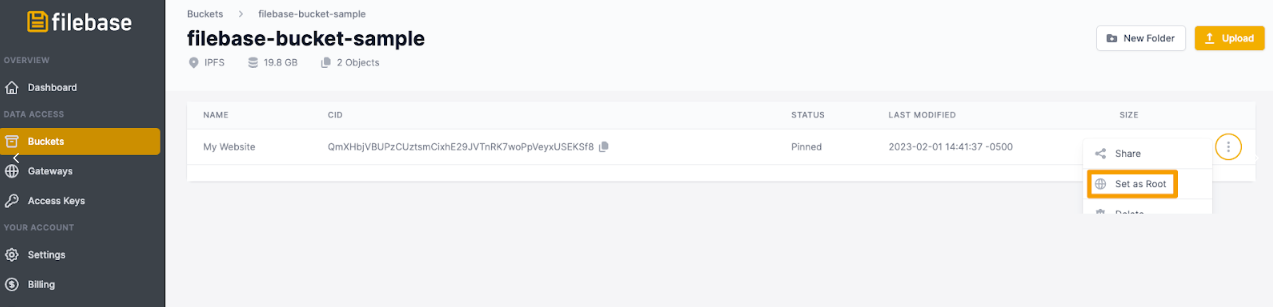 filebase
OVERVIEW
Dashboard
DATA ACCESS
Buckets
Gateways
Access Keys
YOUR ACCOUNT
Settings
Billing
Buckets > filebase-bucket-sample
filebase-bucket-sample
IPFS 19.8 GB 2 Objects
New Folder Upload
NAME CID STATUS LAST MODIFIED SIZE
My Website QmXHbjVBUPzCUztsmCixhE29JVTnRK7woPpVeyxUSEKSf8 Pinned 2023-02-01 14:41:37 -0500
Share
Set as Root
Delete